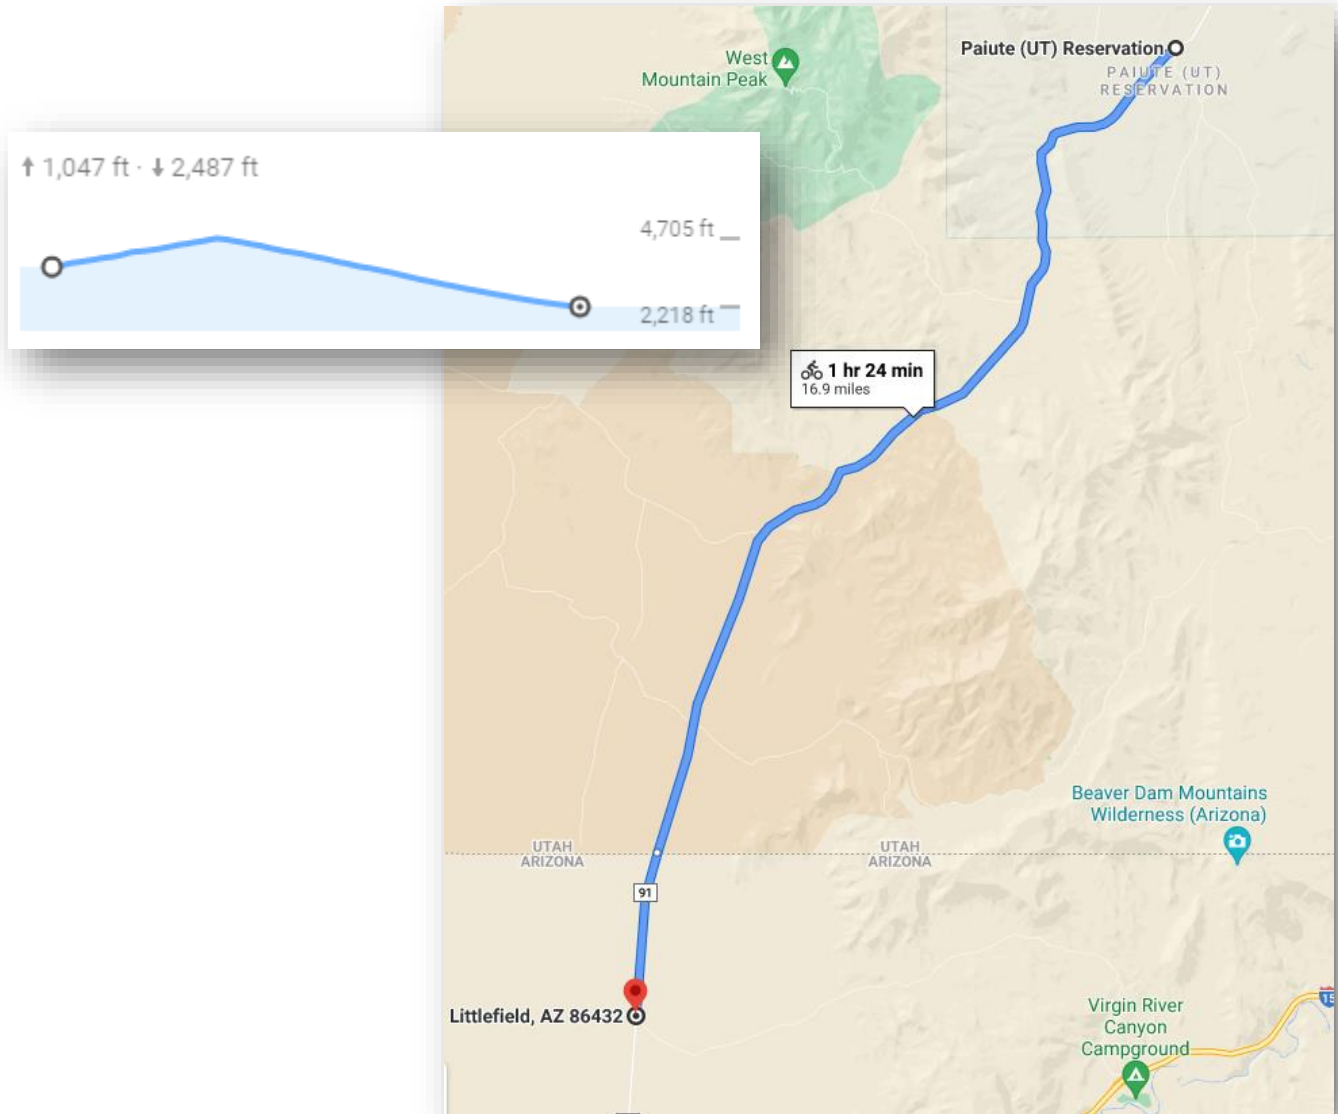 West
Mountain Peak
Paiute (UT) Reservation
PAIUTE (UT)
RESERVATION
↑ 1,047 ft · ↓ 2,487 ft
4,705 ft
2,218 ft
1 hr 24 min
16.9 miles
Beaver Dam Mountains
Wilderness (Arizona)
UTAH
ARIZONA
UTAH
ARIZONA
91
Littlefield, AZ 86432
15
Virgin River
Canyon
Campground